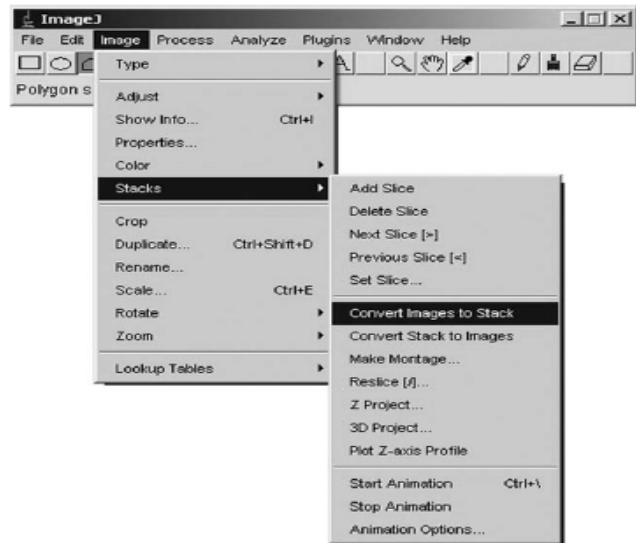 ImageJ
File Edit Image Process Analyze Plugins Window Help
A
Polygon s
Type
Adjust
Show Info... Ctrl+I
Properties...
Color
Stacks
Crop
Duplicate... Ctrl+Shift+D
Rename...
Scale... Ctrl+E
Rotate
Zoom
Lookup Tables
Add Slice
Delete Slice
Next Slice [>]
Previous Slice [<]
Set Slice...
Convert Images to Stack
Convert Stack to Images
Make Montage...
Reslice [/]...
Z Project...
3D Project...
Plot Z-axis Profile
Start Animation Ctrl+\
Stop Animation
Animation Options...